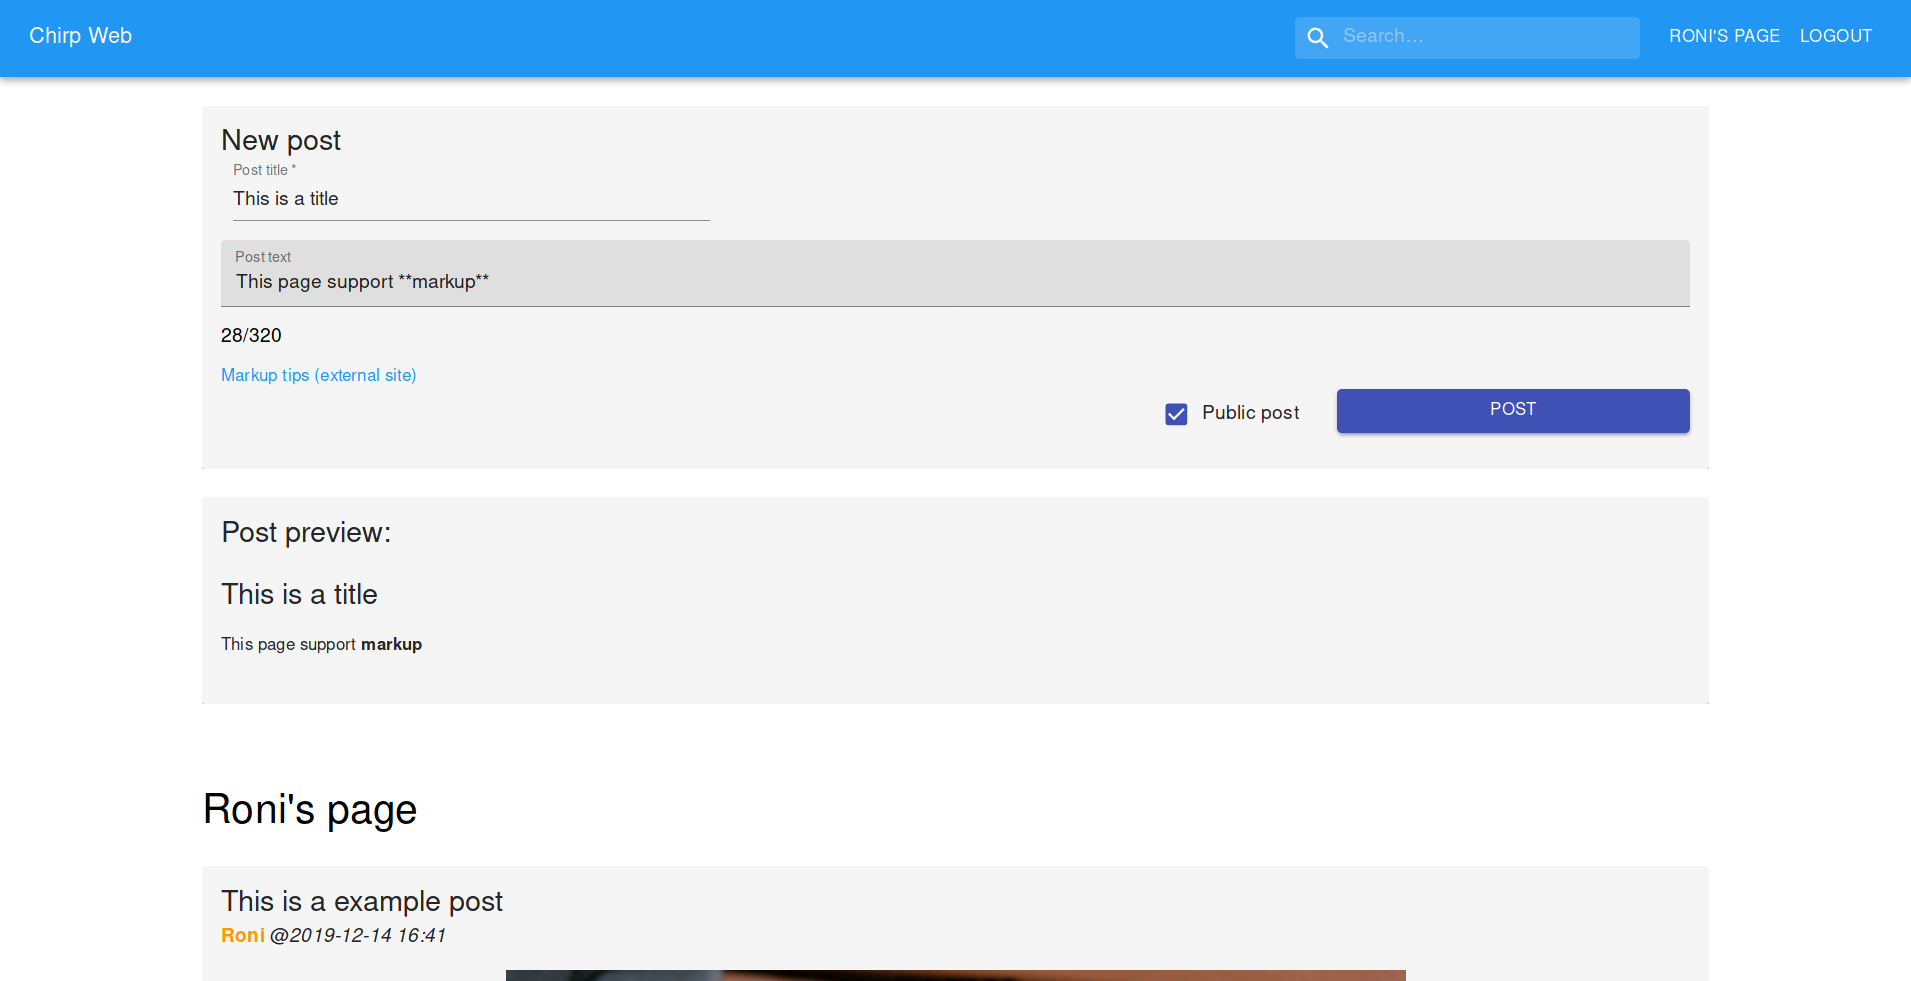 Chirp Web
Search...
RONI'S PAGE
LOGOUT
New post
Post title *
This is a title
Post text
This page support **markup**
28/320
Markup tips (external site)
Public post
POST
Post preview:
This is a title
This page support markup
Roni's page
This is a example post
Roni @2019-12-14 16:41